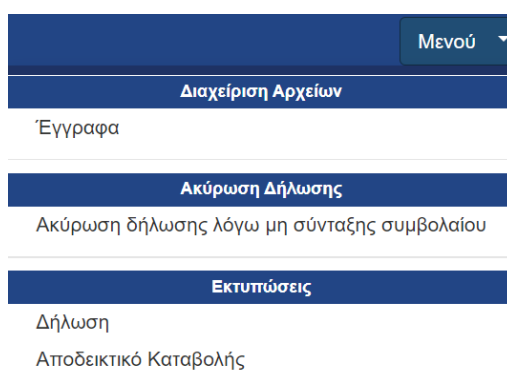 Μενού
Διαχείριση Αρχείων
Έγγραφα
Ακύρωση Δήλωσης
Ακύρωση δήλωσης λόγω μη σύνταξης συμβολαίου
Εκτυπώσεις
Δήλωση
Αποδεικτικό Καταβολής